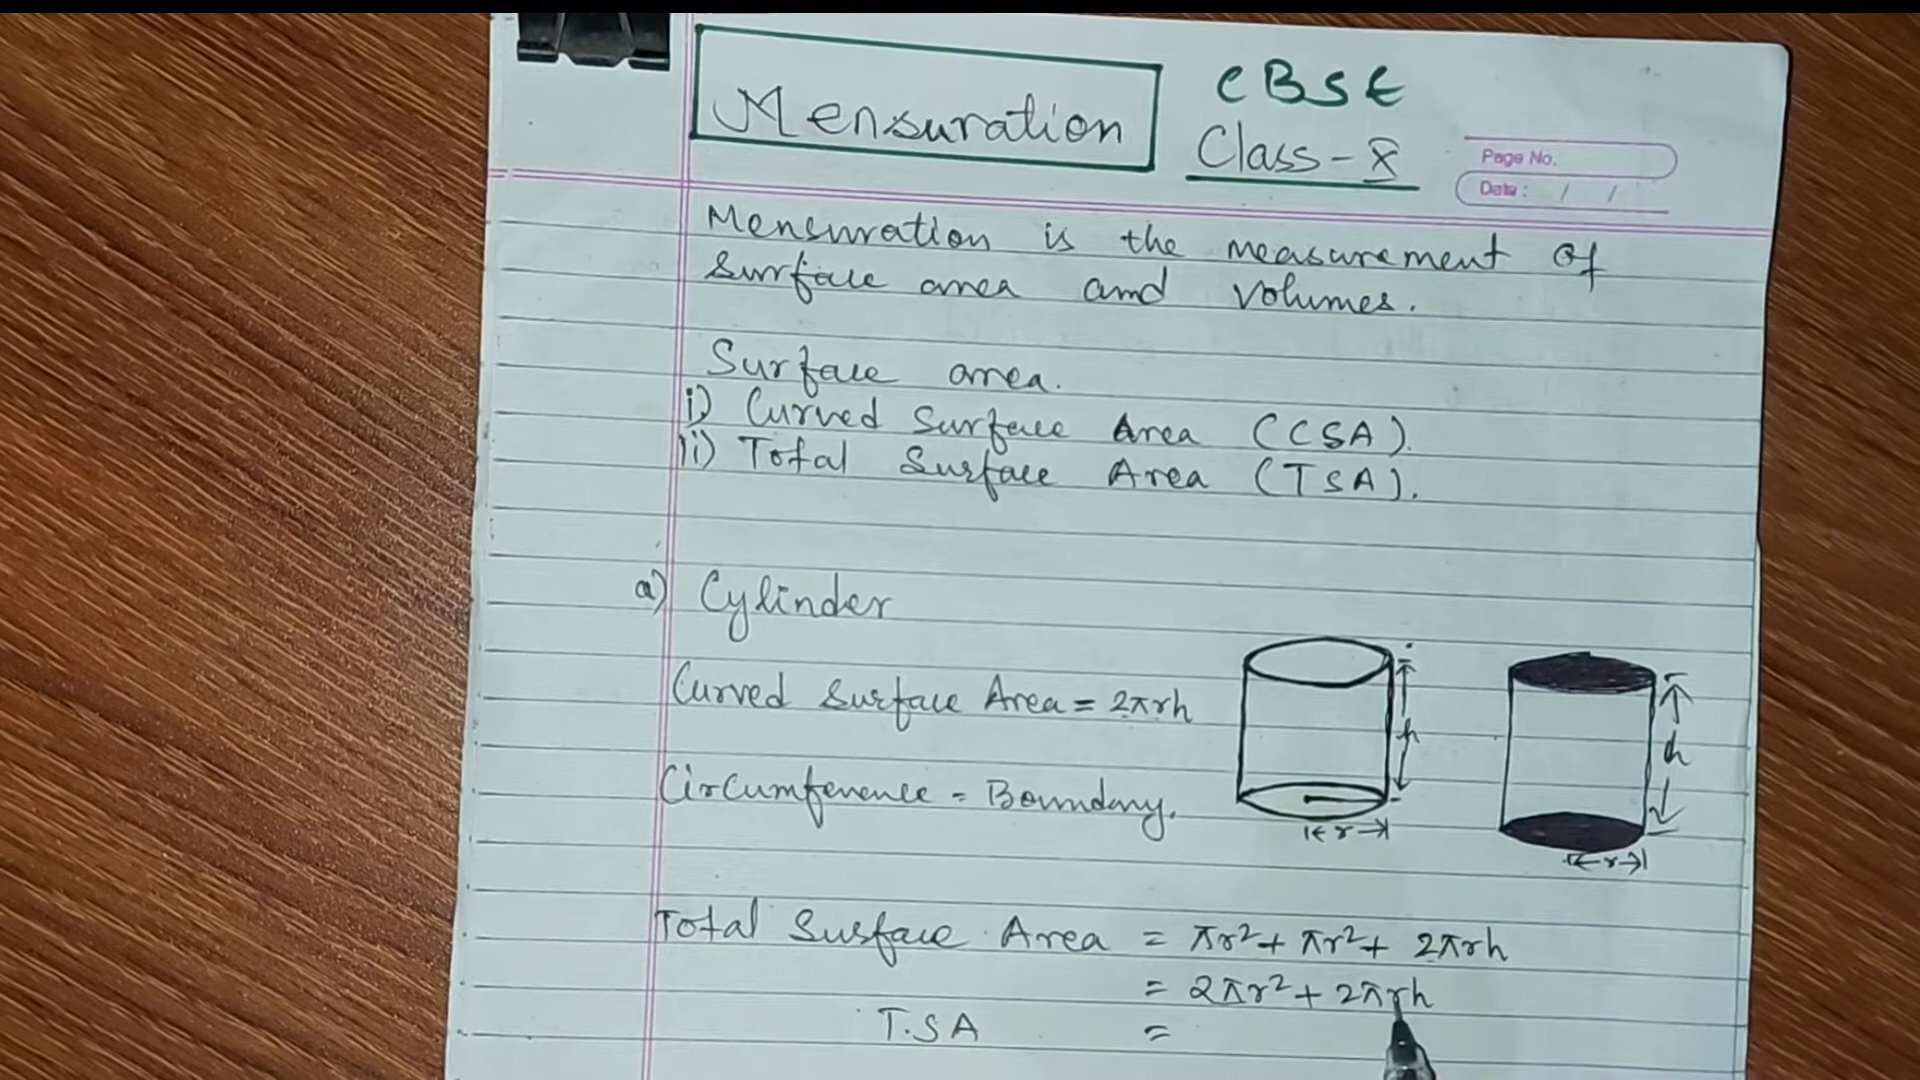 Mensuration
CBSE
Class-8
Page No.
Date: / /
Mensuration is the measurement of
surface area and volumes.
Surface area.
i) Curved Surface Area (CSA).
ii) Total Surface Area (TSA).
a) Cylinder
Curved Surface Area = 2πrh
h
h
Circumference = Boundary.
r
r
Total Surface Area = πr²+ πr²+ 2πrh
= 2πr²+ 2πrh
T.S.A =